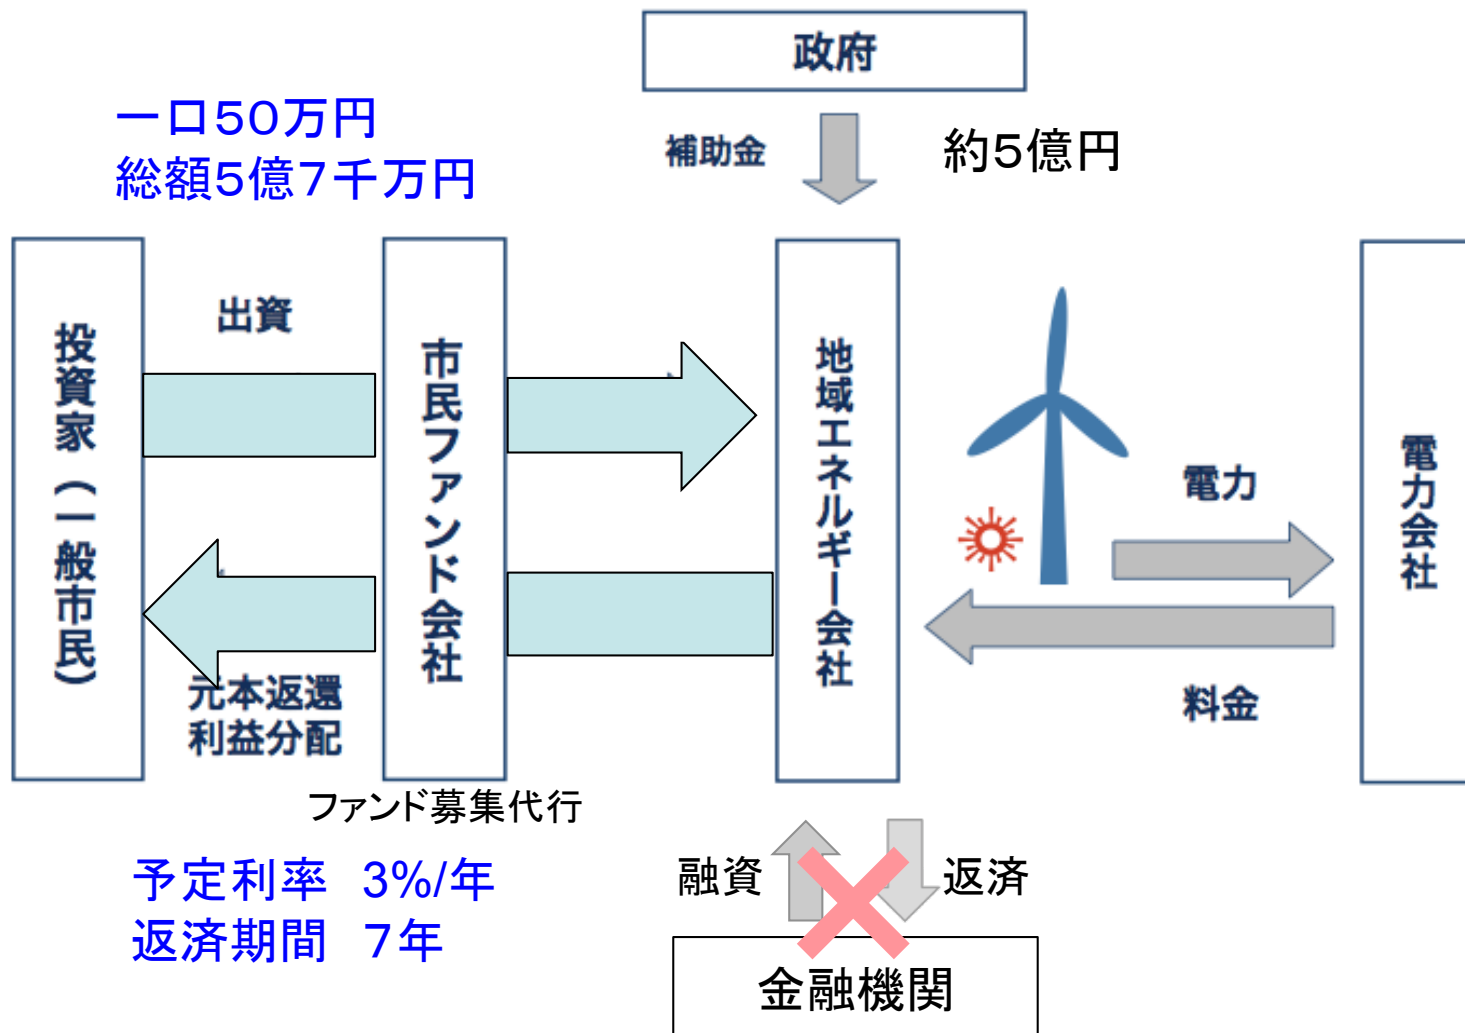 政府
一口50万円
総額5億7千万円
補助金
約5億円
出資
投資家（一般市民）
市民ファンド会社
地域エネルギー会社
電力会社
電力
料金
元本返還
利益分配
ファンド募集代行
予定利率　3%/年
返済期間　7年
融資
返済
金融機関